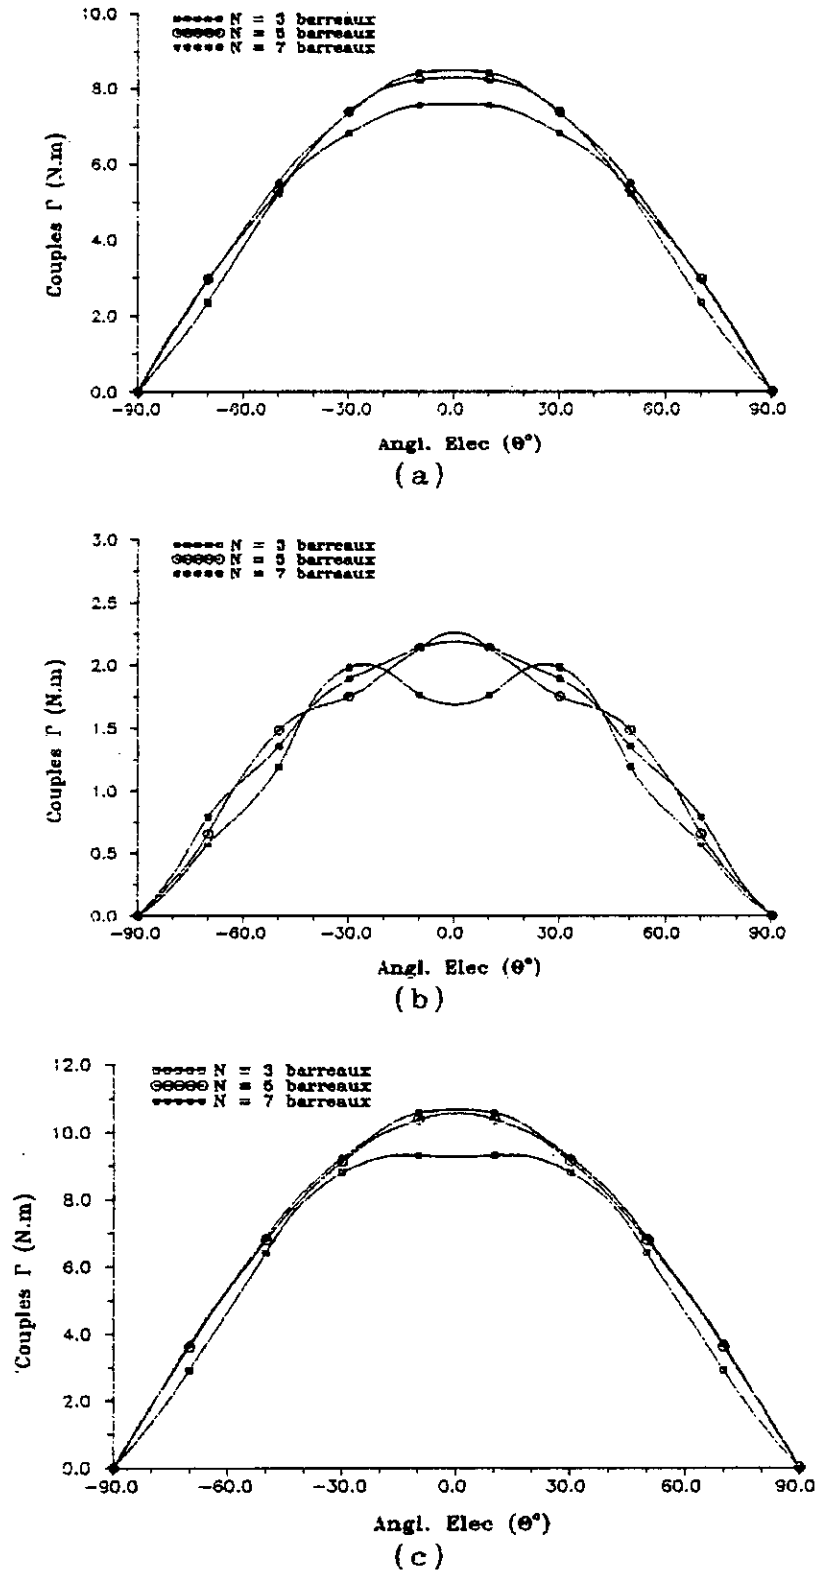 N = 3 barreaux
N = 5 barreaux
N = 7 barreaux
10.0
8.0
6.0
4.0
2.0
0.0
Couples Γ (N.m)
-90.0 -60.0 -30.0 0.0 30.0 60.0 90.0
Angl. Elec (Θ°)
(a)
N = 3 barreaux
N = 5 barreaux
N = 7 barreaux
3.0
2.5
2.0
1.5
1.0
0.5
0.0
Couples Γ (N.m)
-90.0 -60.0 -30.0 0.0 30.0 60.0 90.0
Angl. Elec (Θ°)
(b)
N = 3 barreaux
N = 5 barreaux
N = 7 barreaux
12.0
10.0
8.0
6.0
4.0
2.0
0.0
Couples Γ (N.m)
-90.0 -60.0 -30.0 0.0 30.0 60.0 90.0
Angl. Elec (Θ°)
(c)